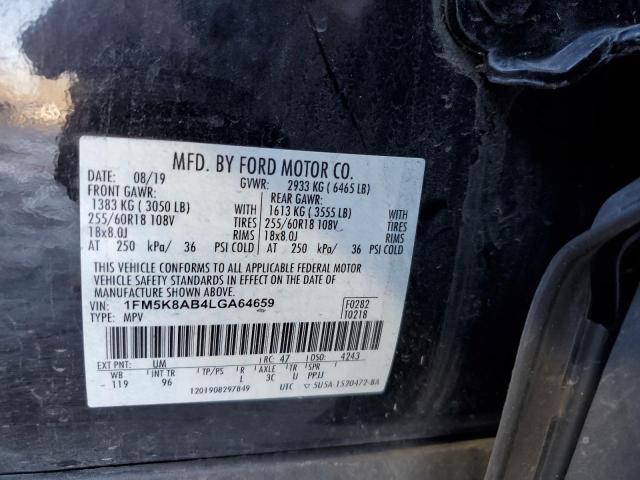 MFD. BY FORD MOTOR CO.
DATE: 08/19 GVWR: 2933 KG ( 6465 LB)
FRONT GAWR: REAR GAWR:
1383 KG ( 3050 LB) WITH 1613 KG ( 3555 LB) WITH
255/60R18 108V TIRES 255/60R18 108V TIRES
18x8.0J RIMS 18x8.0J RIMS
AT 250 kPa/ 36 PSI COLD AT 250 kPa/ 36 PSI COLD
THIS VEHICLE CONFORMS TO ALL APPLICABLE FEDERAL MOTOR
VEHICLE SAFETY STANDARDS IN EFFECT ON THE DATE OF
MANUFACTURE SHOWN ABOVE.
VIN: 1FM5K8AB4LGA64659 F0282
TYPE: MPV T0218
EXT PNT: UM RC: 47 DSO: 4243
WB INT TR TP/PS R AXLE TR SPR
119 96 L 3C U PPJJ
1201908297849 UTC ▽ 5U5A-1520472-BA